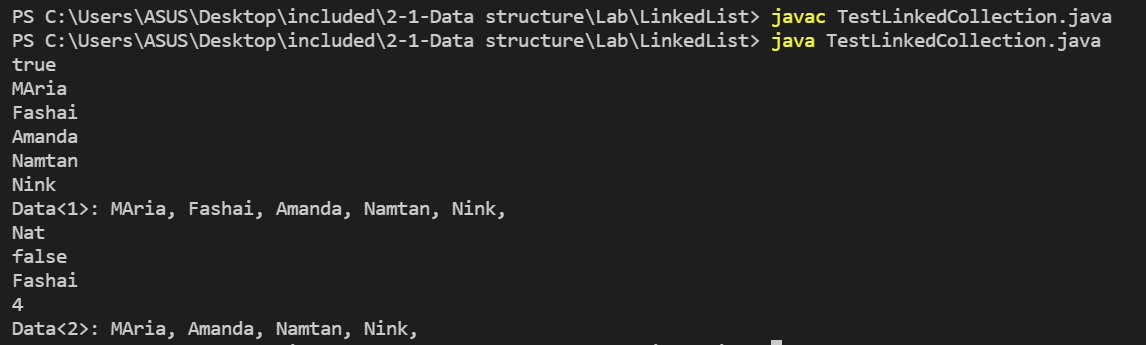 PS C:\Users\ASUS\Desktop\included\2-1-Data structure\Lab\LinkedList> javac TestLinkedCollection.java
PS C:\Users\ASUS\Desktop\included\2-1-Data structure\Lab\LinkedList> java TestLinkedCollection.java
true
MAria
Fashai
Amanda
Namtan
Nink
Data<1>: MAria, Fashai, Amanda, Namtan, Nink,
Nat
false
Fashai
4
Data<2>: MAria, Amanda, Namtan, Nink,